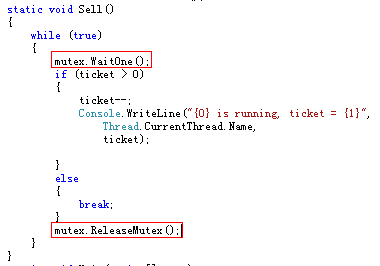 static void Sell()
{
    while (true)
    {
        mutex.WaitOne();
        if (ticket > 0)
        {
            ticket--;
            Console.WriteLine("{0} is running, ticket = {1}",
                Thread.CurrentThread.Name,
                ticket);
        }
        else
        {
            break;
        }
        mutex.ReleaseMutex();
    }
}